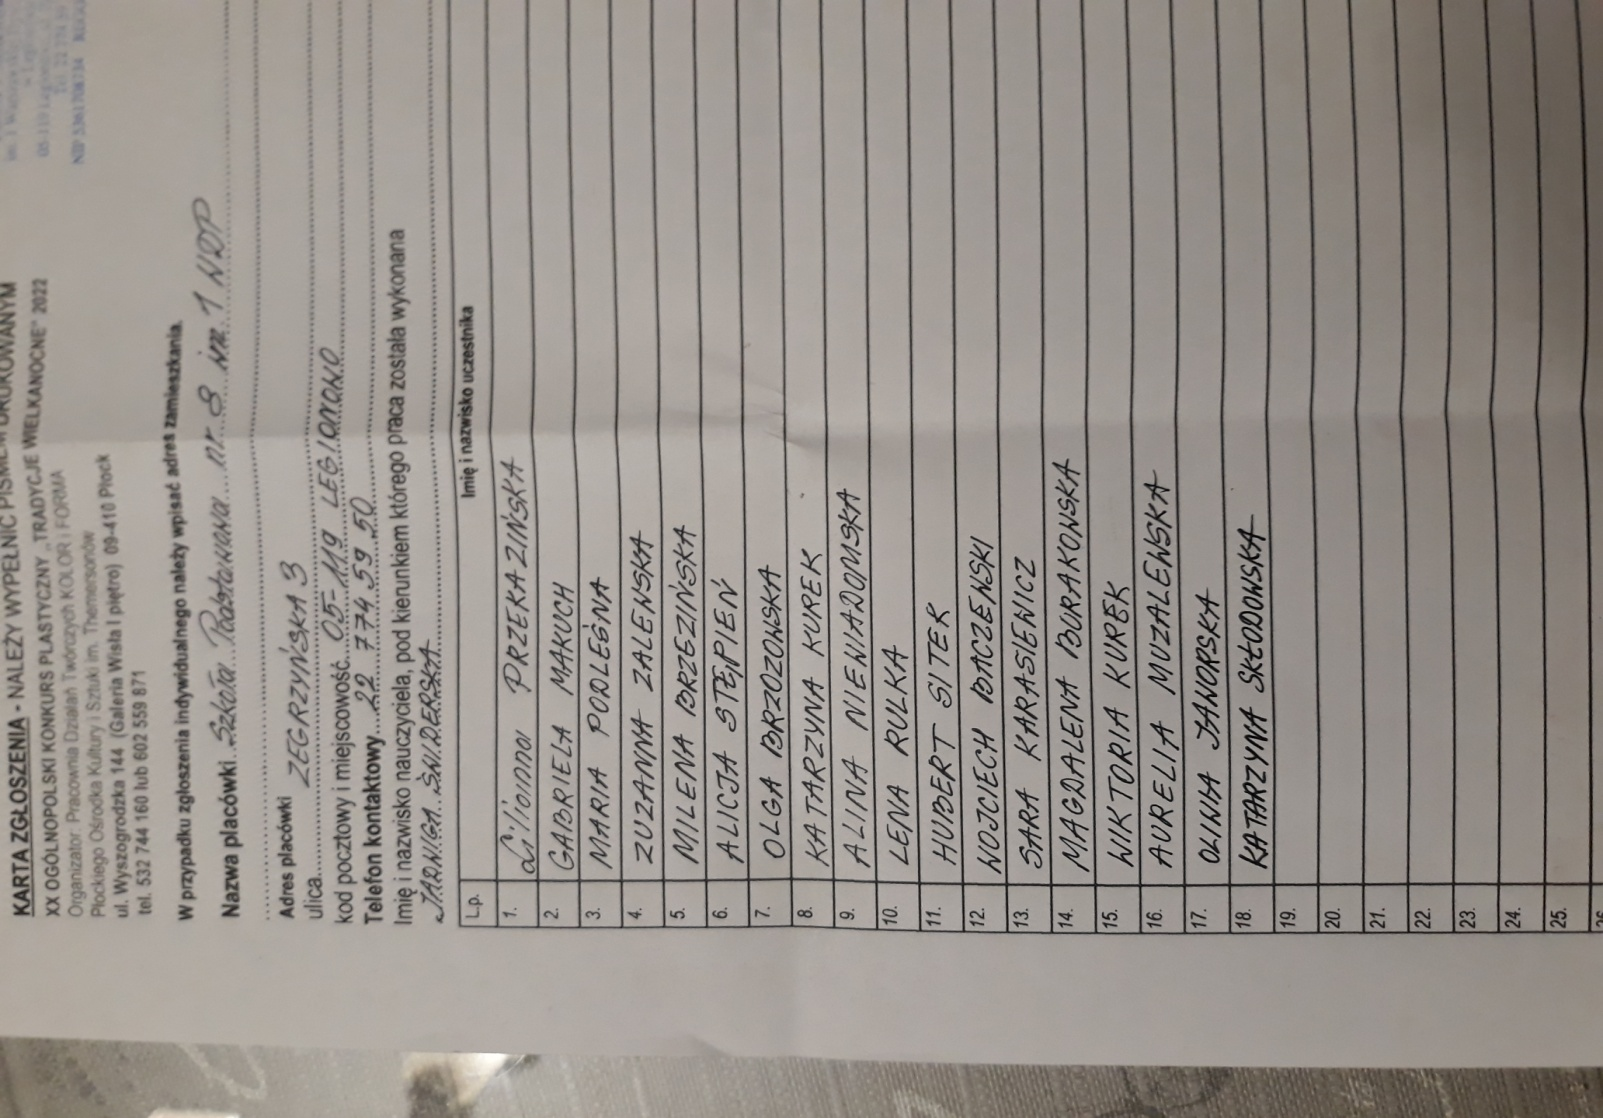 KARTA ZGŁOSZENIA - NALEŻY WYPEŁNIĆ PISMEM DRUKOWANYM
XX OGÓLNOPOLSKI KONKURS PLASTYCZNY „TRADYCJE WIELKANOCNE" 2022
Organizator: Pracownia Działań Twórczych KOLOR i FORMA
Płockiego Ośrodka Kultury i Sztuki im. Themersonów
ul. Wyszogrodzka 144 (Galeria Wisła I piętro) 09-410 Płock
tel. 532 744 160 lub 602 559 871
W przypadku zgłoszenia indywidualnego należy wpisać adres zamieszkania.
Nazwa placówki Szkoła Podstawowa nr 8 im. 1 NDP
Adres placówki
ulica ZEGRZYŃSKA 3
kod pocztowy i miejscowość 05-119 LEGIONOWO
Telefon kontaktowy 22 774 59 50
Imię i nazwisko nauczyciela, pod kierunkiem którego praca została wykonana
JADWIGA ŚNIDERSKA
L.p. Imię i nazwisko uczestnika
1. Lilianna PRZEKAZIŃSKA
2. GABRIELA MAKUCH
3. MARIA PODLEŚNA
4. ZUZANNA ZALEWSKA
5. MILENA BRZEZIŃSKA
6. ALICJA STĘPIEŃ
7. OLGA BRZOZOWSKA
8. KATARZYNA KUREK
9. ALINA NIEWIADOMSKA
10. LENA RULKA
11. HUBERT SITEK
12. WOJCIECH BACZEWSKI
13. SARA KARASIEWICZ
14. MAGDALENA BURAKOWSKA
15. WIKTORIA KUREK
16. AURELIA MUZALEWSKA
17. OLIWIA JAWORSKA
18. KATARZYNA SKŁODOWSKA
19.
20.
21.
22.
23.
24.
25.